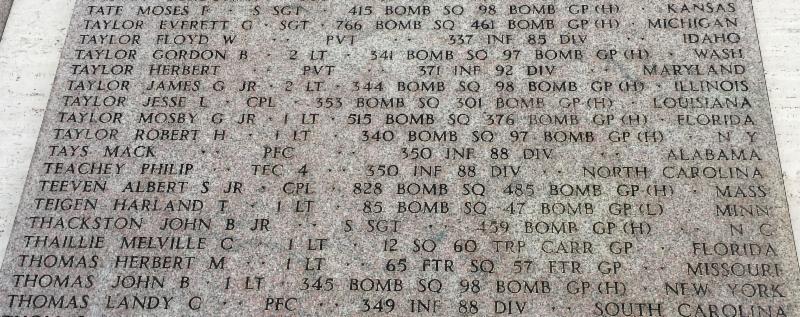 TATE MOSES F · S SGT · 415 BOMB SQ 98 BOMB GP (H) · KANSAS
TAYLOR EVERETT G · SGT · 766 BOMB SQ 461 BOMB GP (H) · MICHIGAN
TAYLOR FLOYD W · · PVT · · 337 INF 85 DIV · · IDAHO
TAYLOR GORDON B · 2 LT · 341 BOMB SQ 97 BOMB GP (H) · WASH
TAYLOR HERBERT · · PVT · · 371 INF 92 DIV · · MARYLAND
TAYLOR JAMES G JR · 2 LT · 344 BOMB SQ 98 BOMB GP (H) · ILLINOIS
TAYLOR JESSE L · CPL · 353 BOMB SQ 301 BOMB GP (H) · LOUISIANA
TAYLOR MOSBY G JR · 1 LT · 515 BOMB SQ 376 BOMB GP (H) · FLORIDA
TAYLOR ROBERT H · 1 LT · 340 BOMB SQ 97 BOMB GP (H) · N Y
TAYS MACK · · PFC · · 350 INF 88 DIV · · ALABAMA
TEACHEY PHILIP · · TEC 4 · · 350 INF 88 DIV · · NORTH CAROLINA
TEEVEN ALBERT S JR · CPL · 828 BOMB SQ 485 BOMB GP (H) · MASS
TEIGEN HARLAND T · 1 LT · 85 BOMB SQ 47 BOMB GP (L) · MINN
THACKSTON JOHN B JR · · S SGT · · 459 BOMB GP (H) · · N C
THAILLIE MELVILLE C · · 1 LT · · 12 SQ 60 TRP CARR GP · · FLORIDA
THOMAS HERBERT M · · 1 LT · · 65 FTR SQ 57 FTR GP · · MISSOURI
THOMAS JOHN B · 1 LT · 345 BOMB SQ 98 BOMB GP (H) · NEW YORK
THOMAS LANDY C · · PFC · · 349 INF 88 DIV · · SOUTH CAROLINA